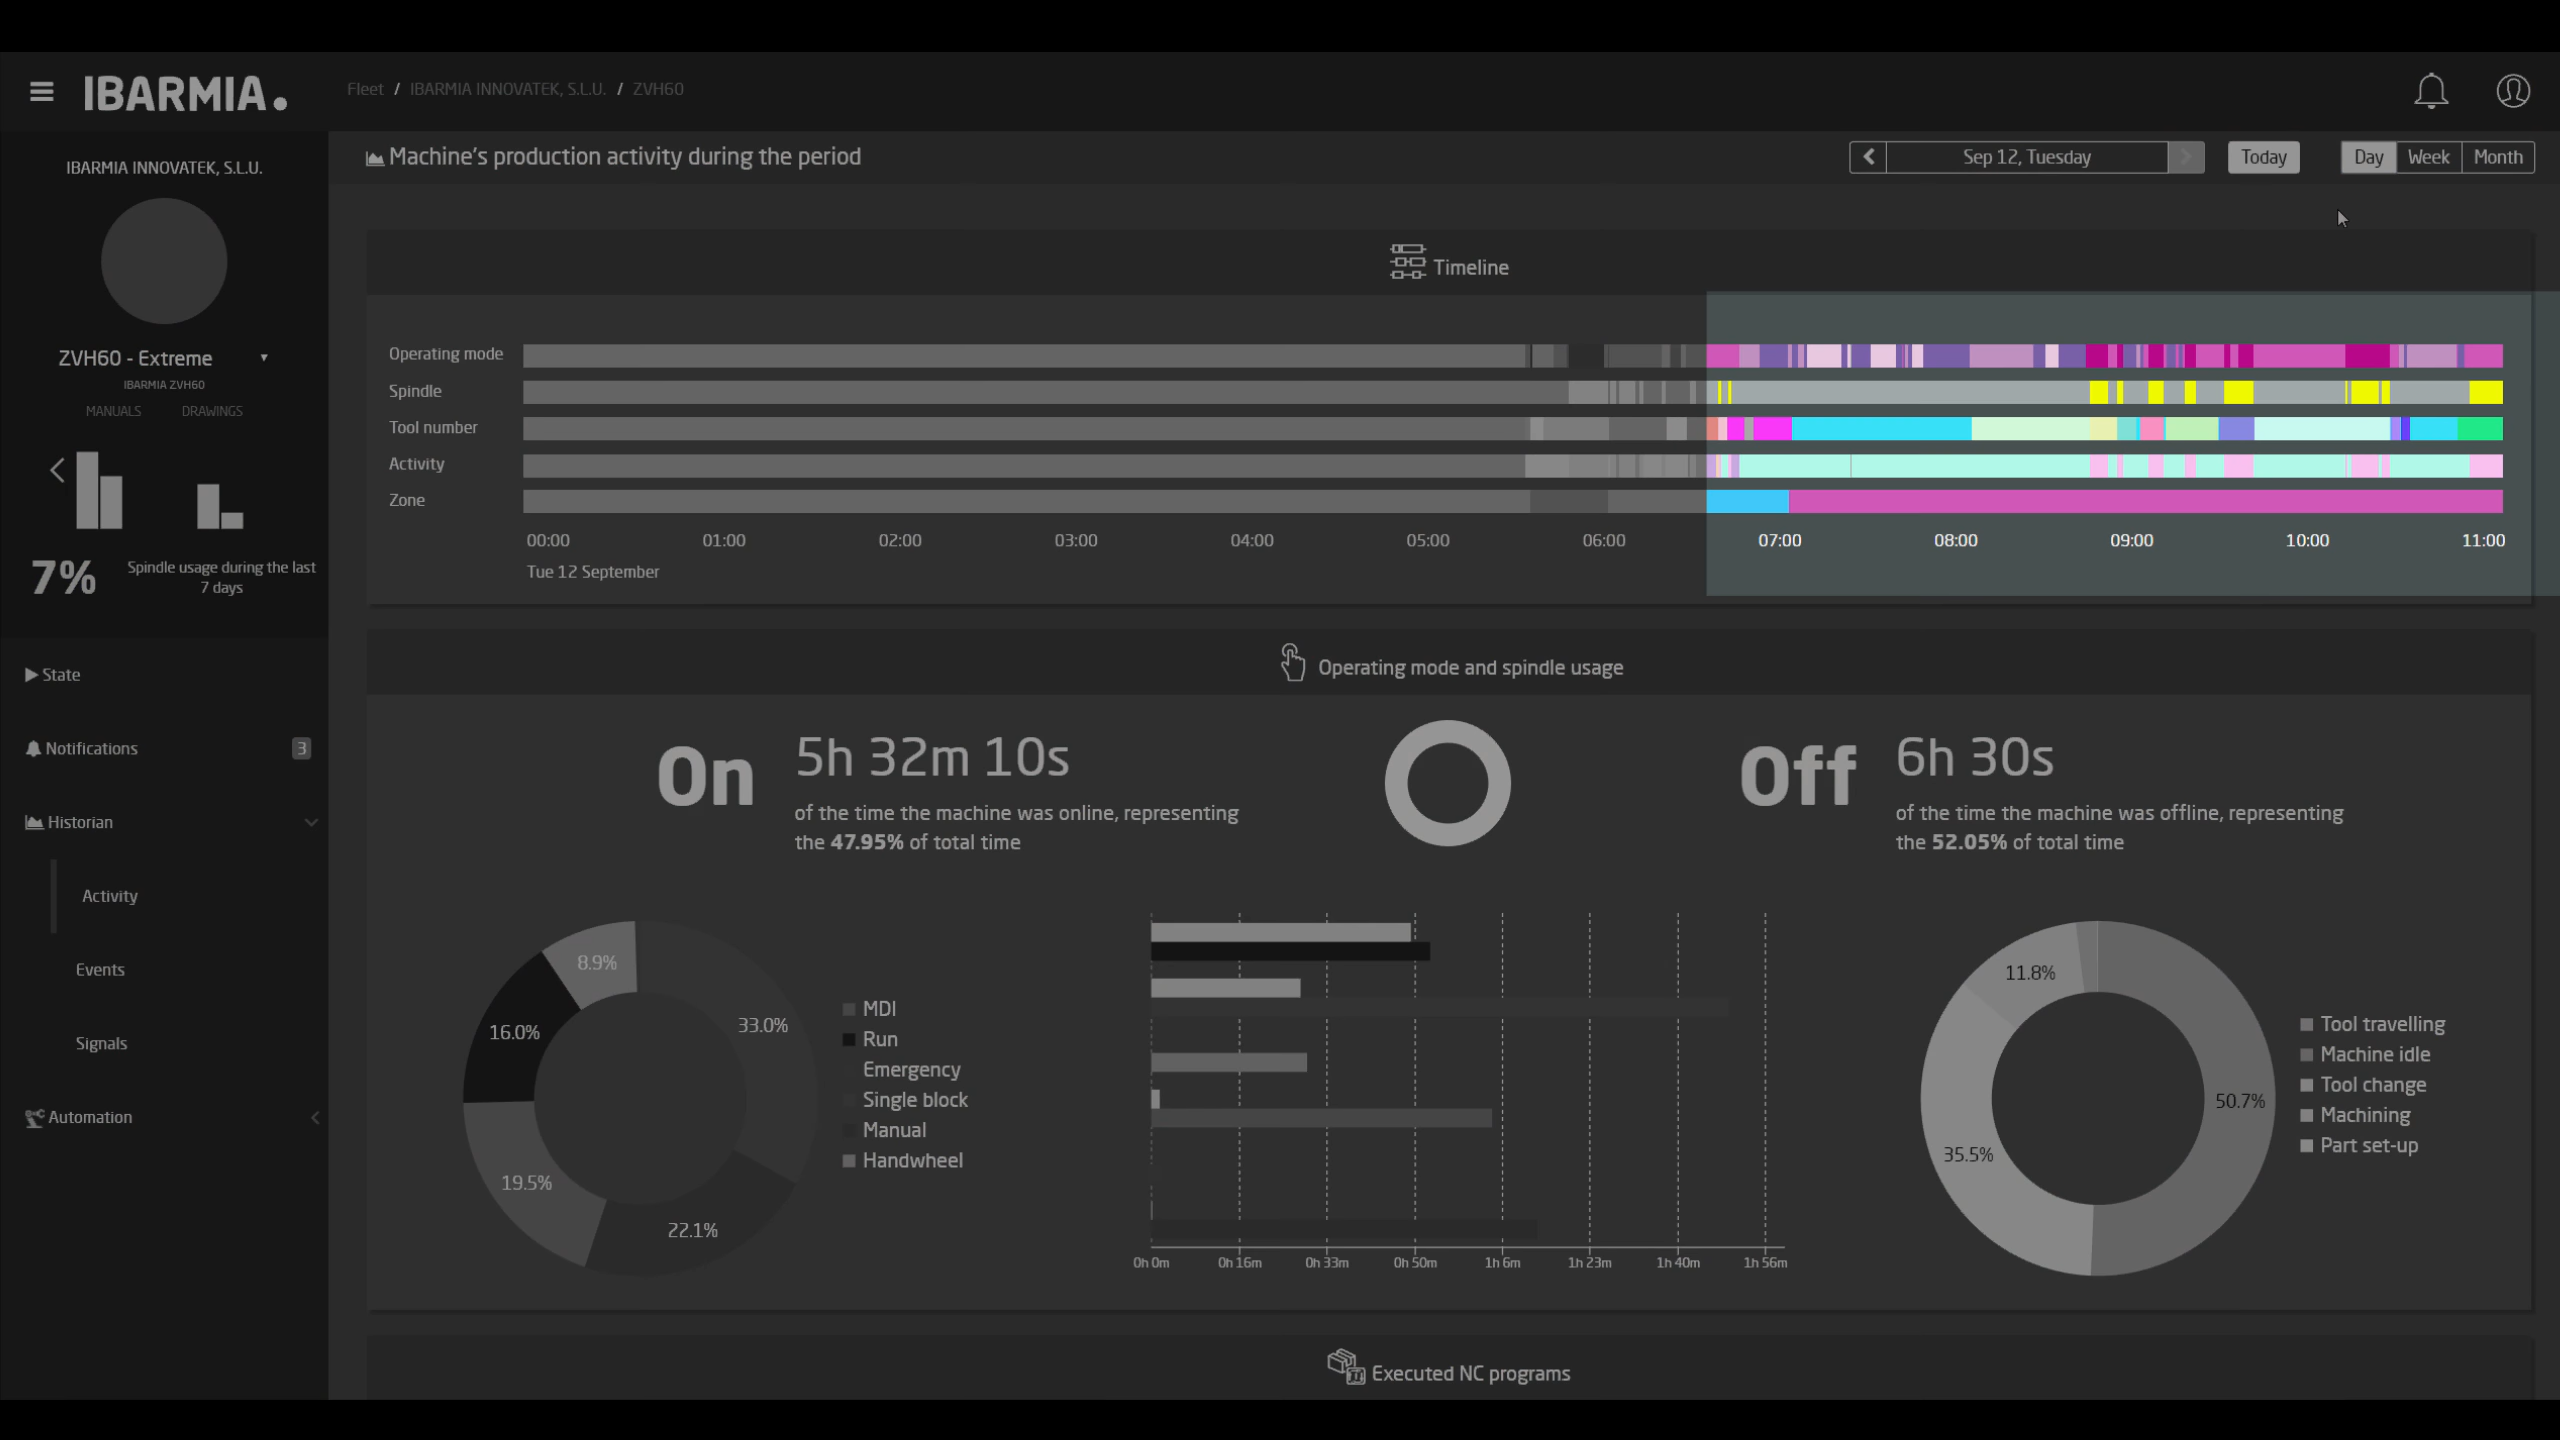 IBARMIA.
Fleet / IBARMIA INNOVATEK, S.L.U. / ZVH60
IBARMIA INNOVATEK, S.L.U.
ZVH60 - Extreme
IBARMIA ZVH60
MANUALS DRAWINGS
7%
Spindle usage during the last
7 days
State
Notifications 3
Historian
Activity
Events
Signals
Automation
Machine's production activity during the period
Sep 12, Tuesday
Today
Day Week Month
Timeline
Operating mode
Spindle
Tool number
Activity
Zone
00:00 01:00 02:00 03:00 04:00 05:00 06:00 07:00 08:00 09:00 10:00 11:00
Tue 12 September
Operating mode and spindle usage
On
5h 32m 10s
of the time the machine was online, representing
the 47.95% of total time
Off
6h 30s
of the time the machine was offline, representing
the 52.05% of total time
8.9%
33.0%
16.0%
19.5%
22.1%
MDI
Run
Emergency
Single block
Manual
Handwheel
0h 0m 0h 16m 0h 33m 0h 50m 1h 6m 1h 23m 1h 40m 1h 56m
11.8%
50.7%
35.5%
Tool travelling
Machine idle
Tool change
Machining
Part set-up
Executed NC programs